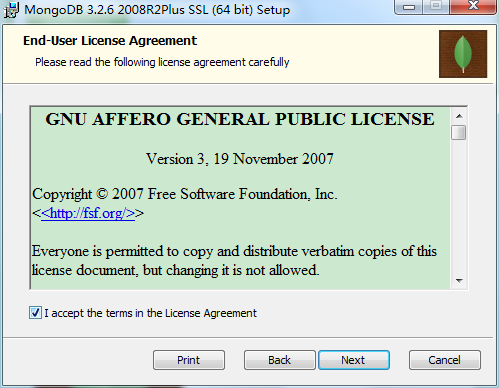 MongoDB 3.2.6 2008R2Plus SSL (64 bit) Setup
End-User License Agreement
Please read the following license agreement carefully
GNU AFFERO GENERAL PUBLIC LICENSE
Version 3, 19 November 2007
Copyright © 2007 Free Software Foundation, Inc.
<<http://fsf.org/>>
Everyone is permitted to copy and distribute verbatim copies of this
license document, but changing it is not allowed.
I accept the terms in the License Agreement
Print
Back
Next
Cancel